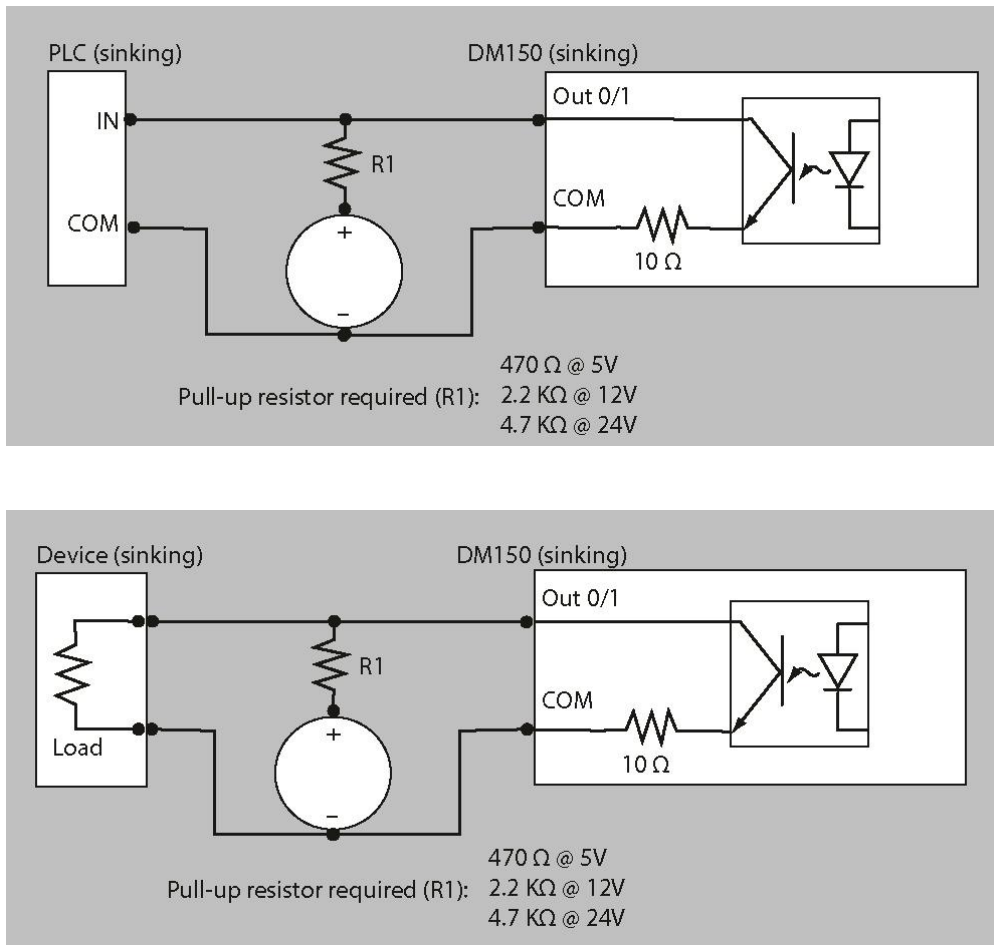 PLC (sinking)
DM150 (sinking)
Out 0/1
IN
R1
COM
COM
+
10 Ω
–
470 Ω @ 5V
Pull-up resistor required (R1): 2.2 KΩ @ 12V
4.7 KΩ @ 24V
Device (sinking)
DM150 (sinking)
Out 0/1
R1
COM
+
Load
10 Ω
–
470 Ω @ 5V
Pull-up resistor required (R1): 2.2 KΩ @ 12V
4.7 KΩ @ 24V